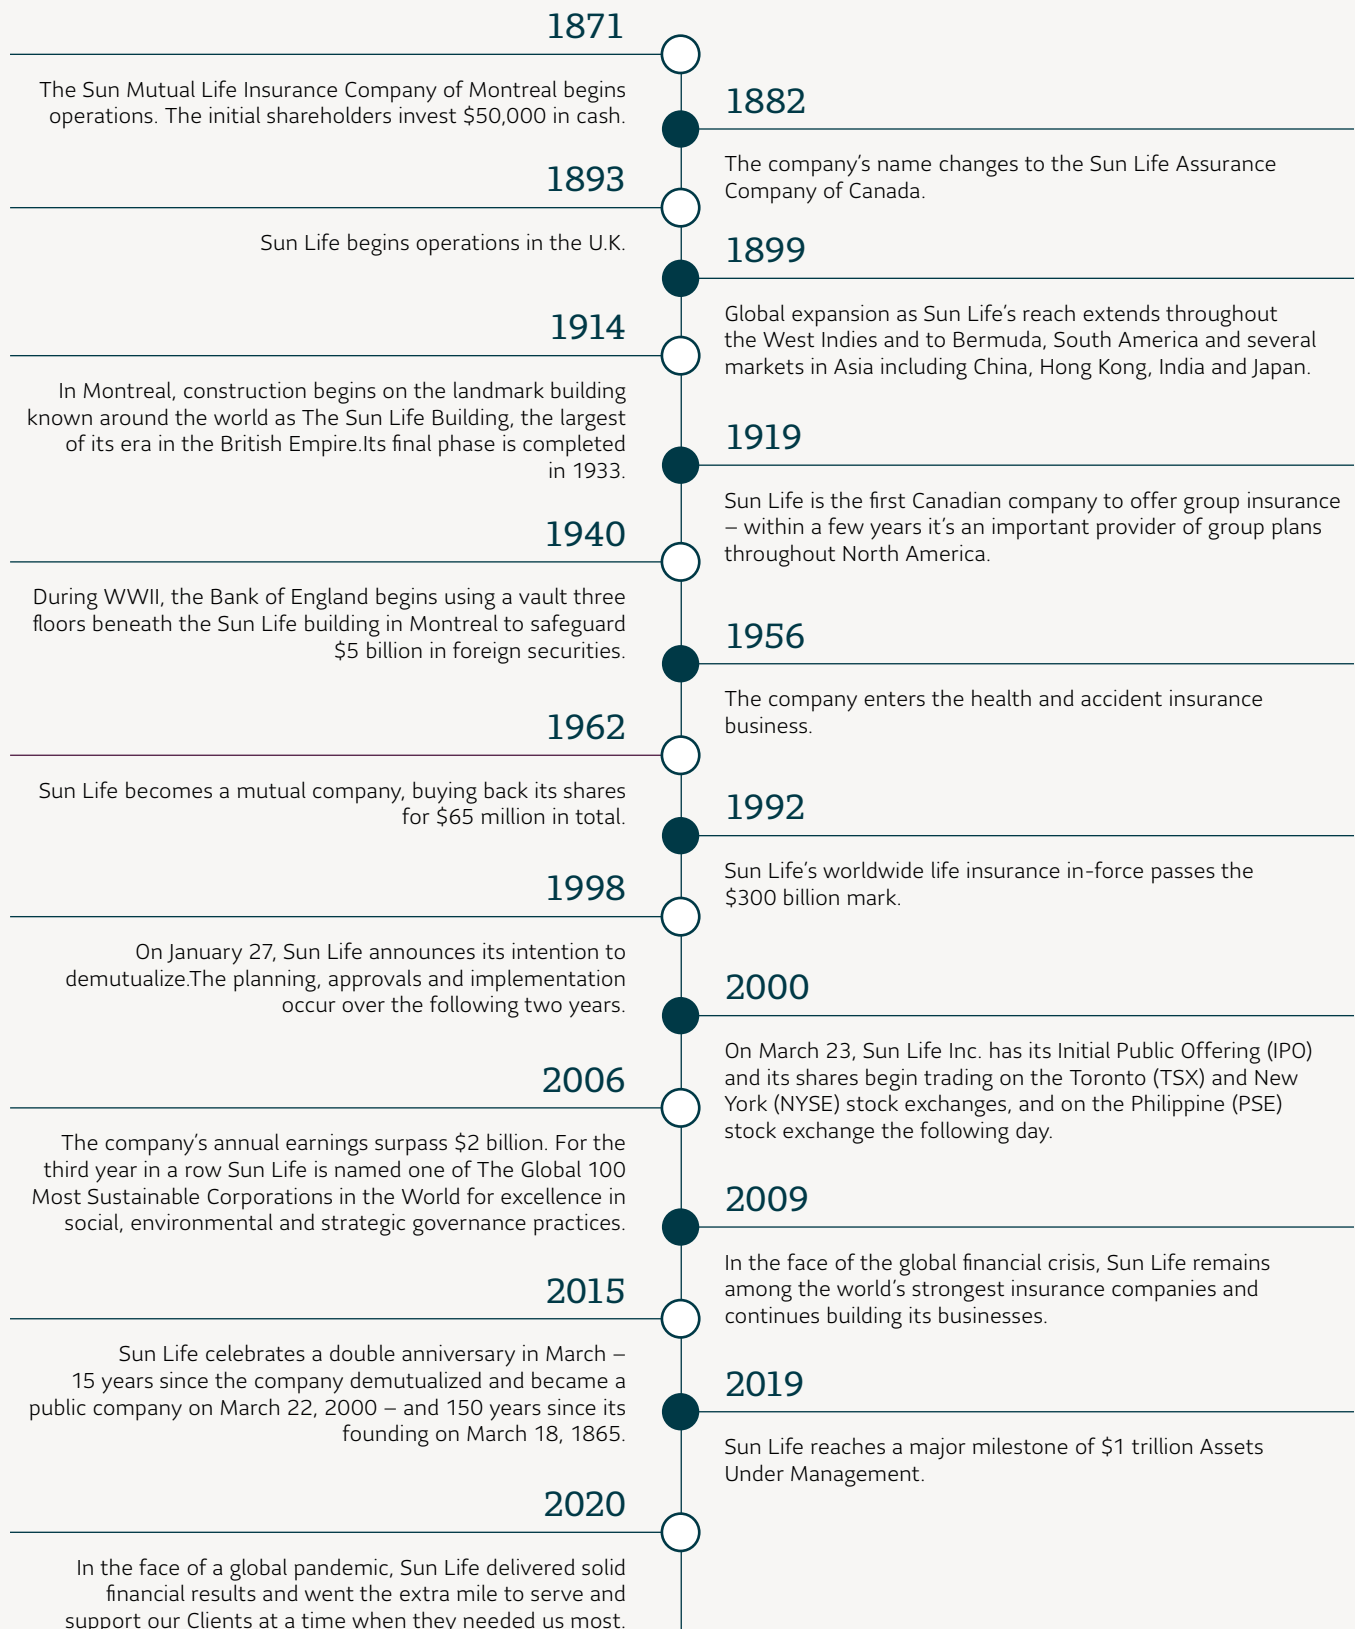 1871
The Sun Mutual Life Insurance Company of Montreal begins
operations. The initial shareholders invest $50,000 in cash.
1882
The company’s name changes to the Sun Life Assurance
Company of Canada.
1893
Sun Life begins operations in the U.K.
1899
Global expansion as Sun Life’s reach extends throughout
the West Indies and to Bermuda, South America and several
markets in Asia including China, Hong Kong, India and Japan.
1914
In Montreal, construction begins on the landmark building
known around the world as The Sun Life Building, the largest
of its era in the British Empire.Its final phase is completed
in 1933.
1919
Sun Life is the first Canadian company to offer group insurance
– within a few years it’s an important provider of group plans
throughout North America.
1940
During WWII, the Bank of England begins using a vault three
floors beneath the Sun Life building in Montreal to safeguard
$5 billion in foreign securities.
1956
The company enters the health and accident insurance
business.
1962
Sun Life becomes a mutual company, buying back its shares
for $65 million in total.
1992
Sun Life’s worldwide life insurance in-force passes the
$300 billion mark.
1998
On January 27, Sun Life announces its intention to
demutualize.The planning, approvals and implementation
occur over the following two years.
2000
On March 23, Sun Life Inc. has its Initial Public Offering (IPO)
and its shares begin trading on the Toronto (TSX) and New
York (NYSE) stock exchanges, and on the Philippine (PSE)
stock exchange the following day.
2006
The company’s annual earnings surpass $2 billion. For the
third year in a row Sun Life is named one of The Global 100
Most Sustainable Corporations in the World for excellence in
social, environmental and strategic governance practices.
2009
In the face of the global financial crisis, Sun Life remains
among the world’s strongest insurance companies and
continues building its businesses.
2015
Sun Life celebrates a double anniversary in March –
15 years since the company demutualized and became a
public company on March 22, 2000 – and 150 years since its
founding on March 18, 1865.
2019
Sun Life reaches a major milestone of $1 trillion Assets
Under Management.
2020
In the face of a global pandemic, Sun Life delivered solid
financial results and went the extra mile to serve and
support our Clients at a time when they needed us most.